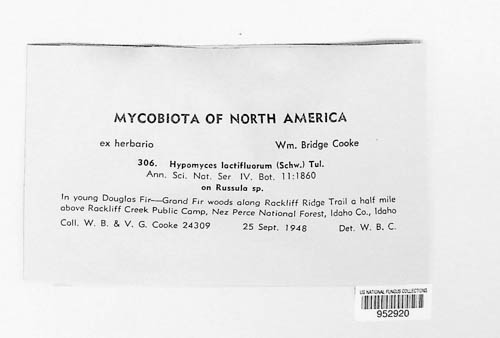 MYCOBIOTA OF NORTH AMERICA
ex herbario Wm. Bridge Cooke
306. Hypomyces lactifluorum (Schw.) Tul.
Ann. Sci. Nat. Ser IV. Bot. 11:1860
on Russula sp.
In young Douglas Fir—Grand Fir woods along Rackliff Ridge Trail a half mile
above Rackliff Creek Public Camp, Nez Perce National Forest, Idaho Co., Idaho
Coll. W. B. & V. G. Cooke 24309 25 Sept. 1948 Det. W. B. C.
US NATIONAL FUNGUS COLLECTIONS
952920